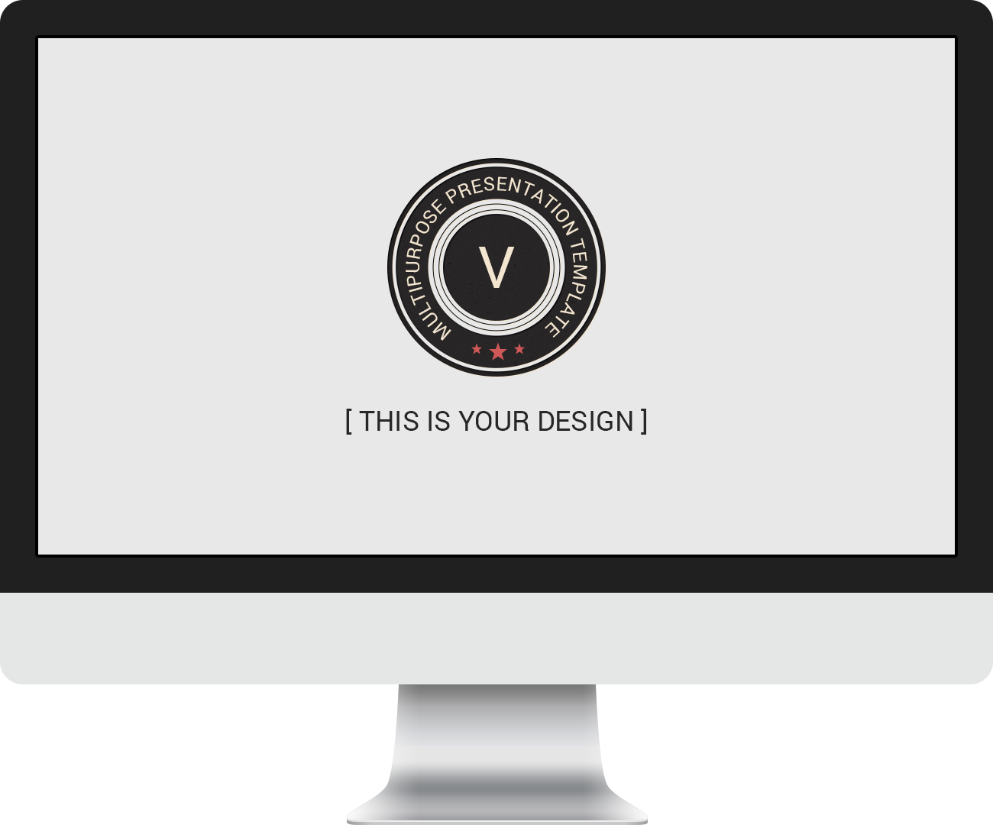 MULTIPURPOSE PRESENTATION TEMPLATE
V
[ THIS IS YOUR DESIGN ]